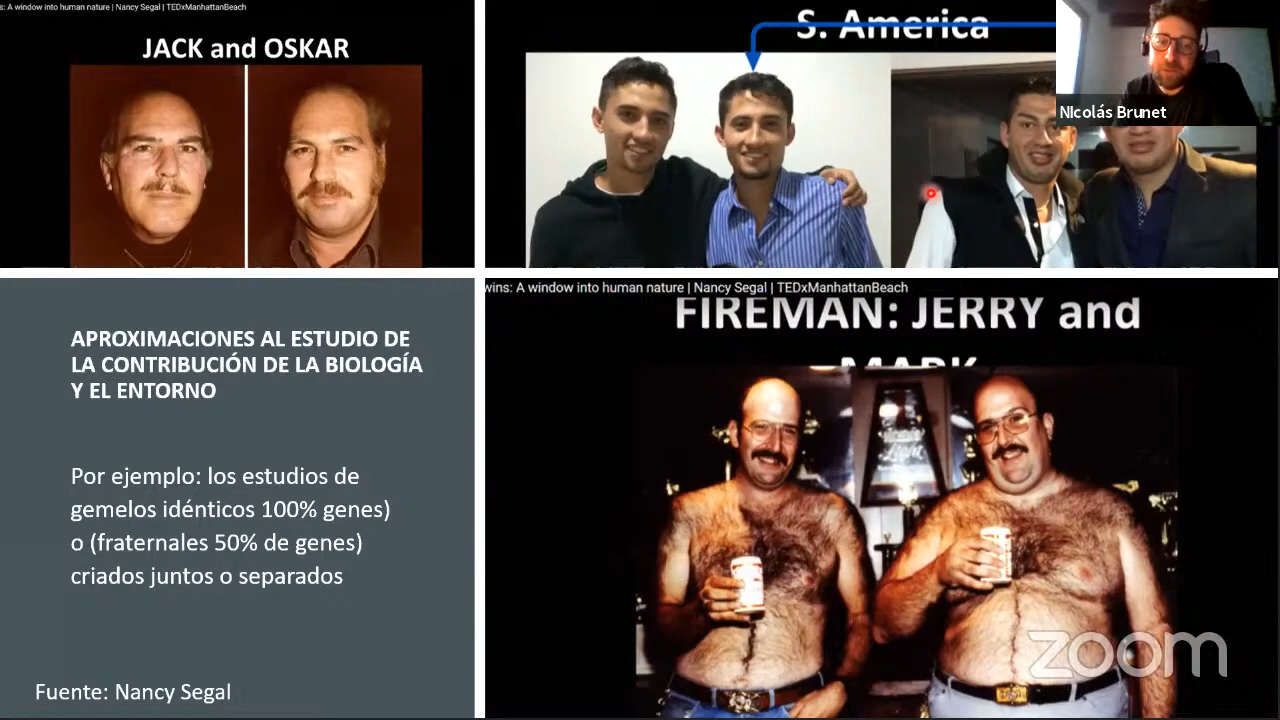 s: A window into human nature | Nancy Segal | TEDxManhattanBeach
JACK and OSKAR
S. America
NIcolás Brunet
APROXIMACIONES AL ESTUDIO DE
LA CONTRIBUCIÓN DE LA BIOLOGÍA
Y EL ENTORNO
Por ejemplo: los estudios de
gemelos idénticos 100% genes)
o (fraternales 50% de genes)
criados juntos o separados
Fuente: Nancy Segal
wins: A window into human nature | Nancy Segal | TEDxManhattanBeach
FIREMAN: JERRY and
MARK
Light
zoom